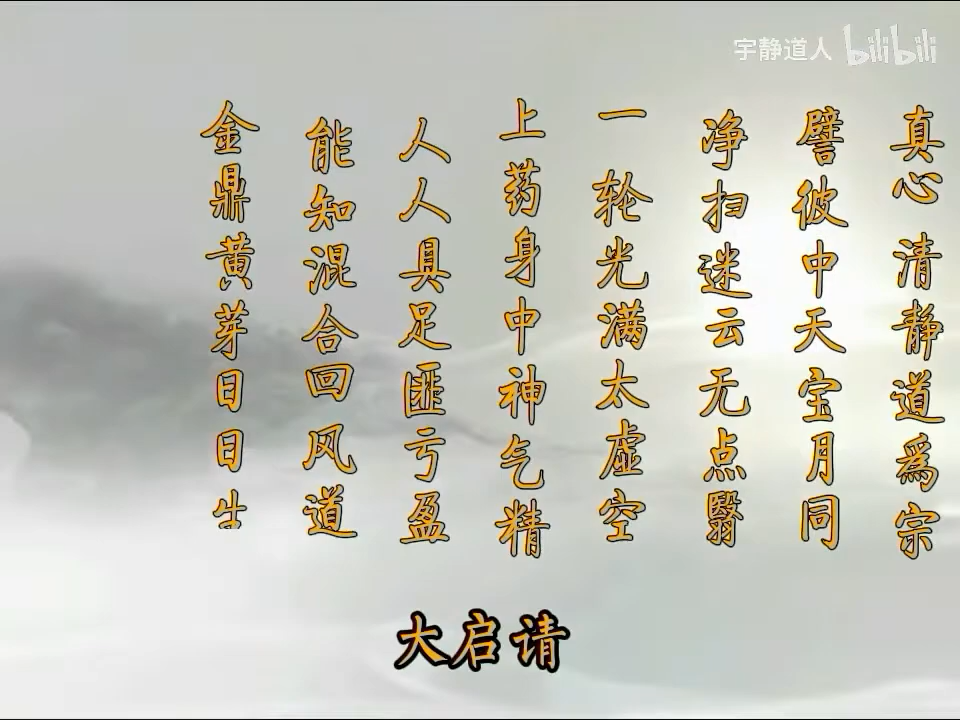 宇静道人 bilibili
真心清静道為宗
譬彼中天宝月同
净扫迷云无点翳
一轮光满太虚空
上药身中神气精
人人具足匪亏盈
能知混合回风道
金鼎黄芽日日生
大启请